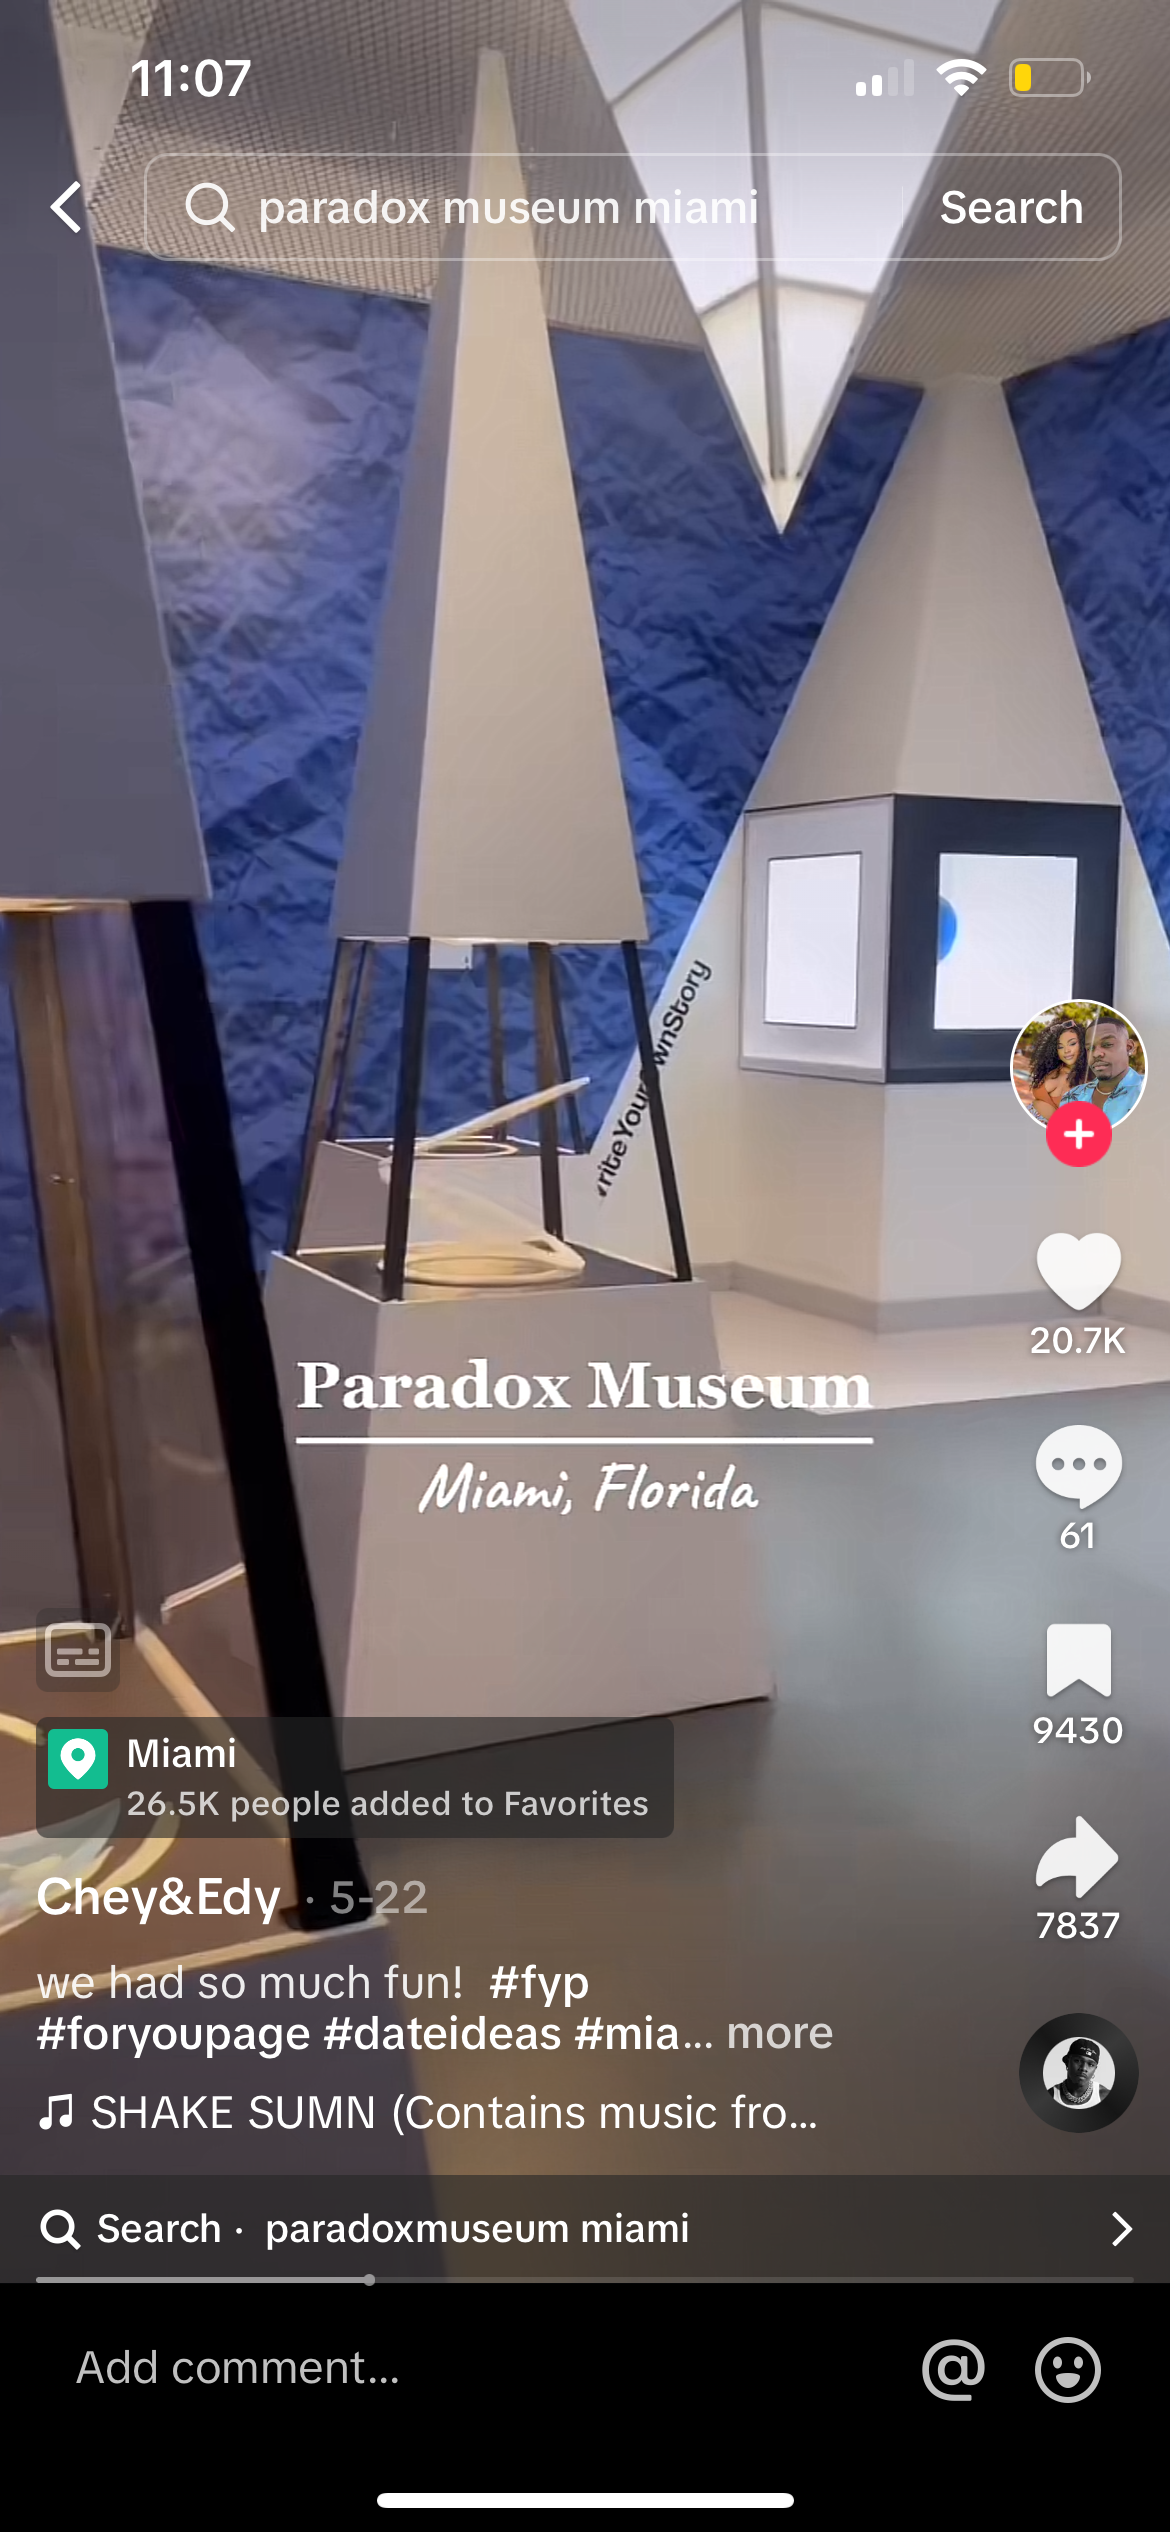 11:07
paradox museum miami
Search
riteYour
wnStory
20.7K
Paradox Museum
Miami, Florida
61
Miami
26.5K people added to Favorites
9430
Chey&Edy · 5-22
7837
we had so much fun! #fyp
#foryoupage #dateideas #mia... more
SHAKE SUMN (Contains music fro...
Search · paradoxmuseum miami
Add comment...
@